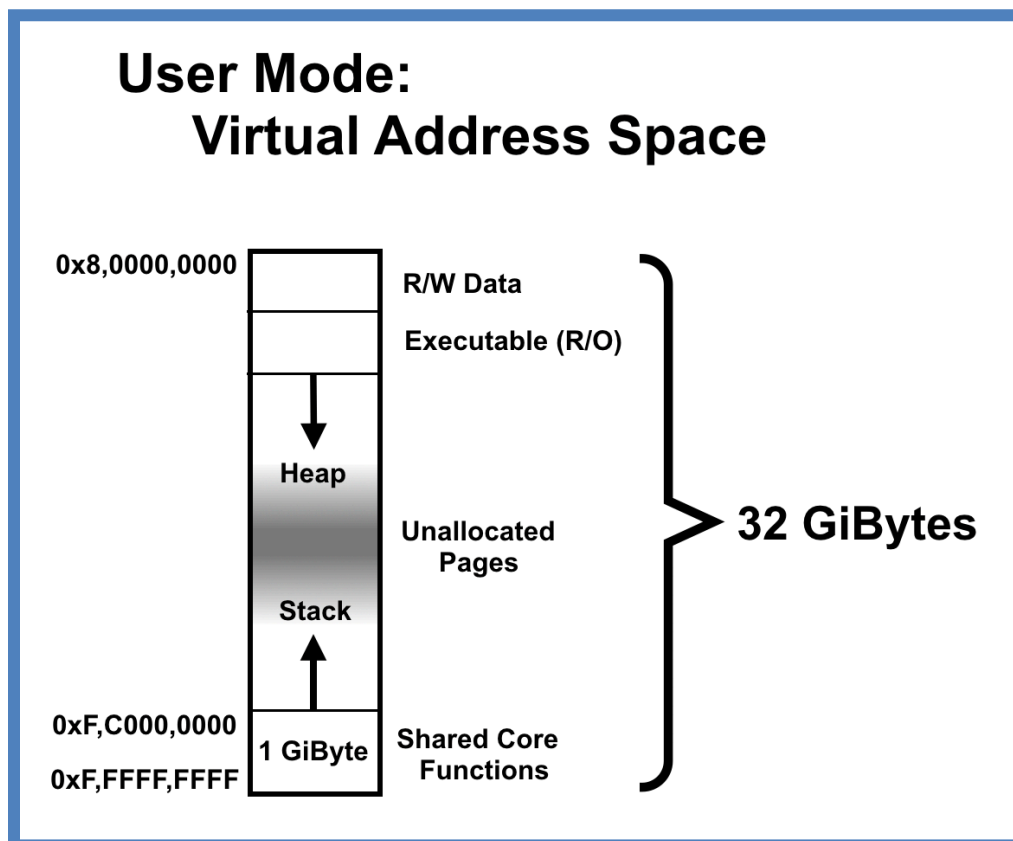 User Mode:
Virtual Address Space
0x8,0000,0000
R/W Data
Executable (R/O)
Heap
Unallocated
Pages
32 GiBytes
Stack
0xF,C000,0000
1 GiByte
Shared Core
Functions
0xF,FFFF,FFFF